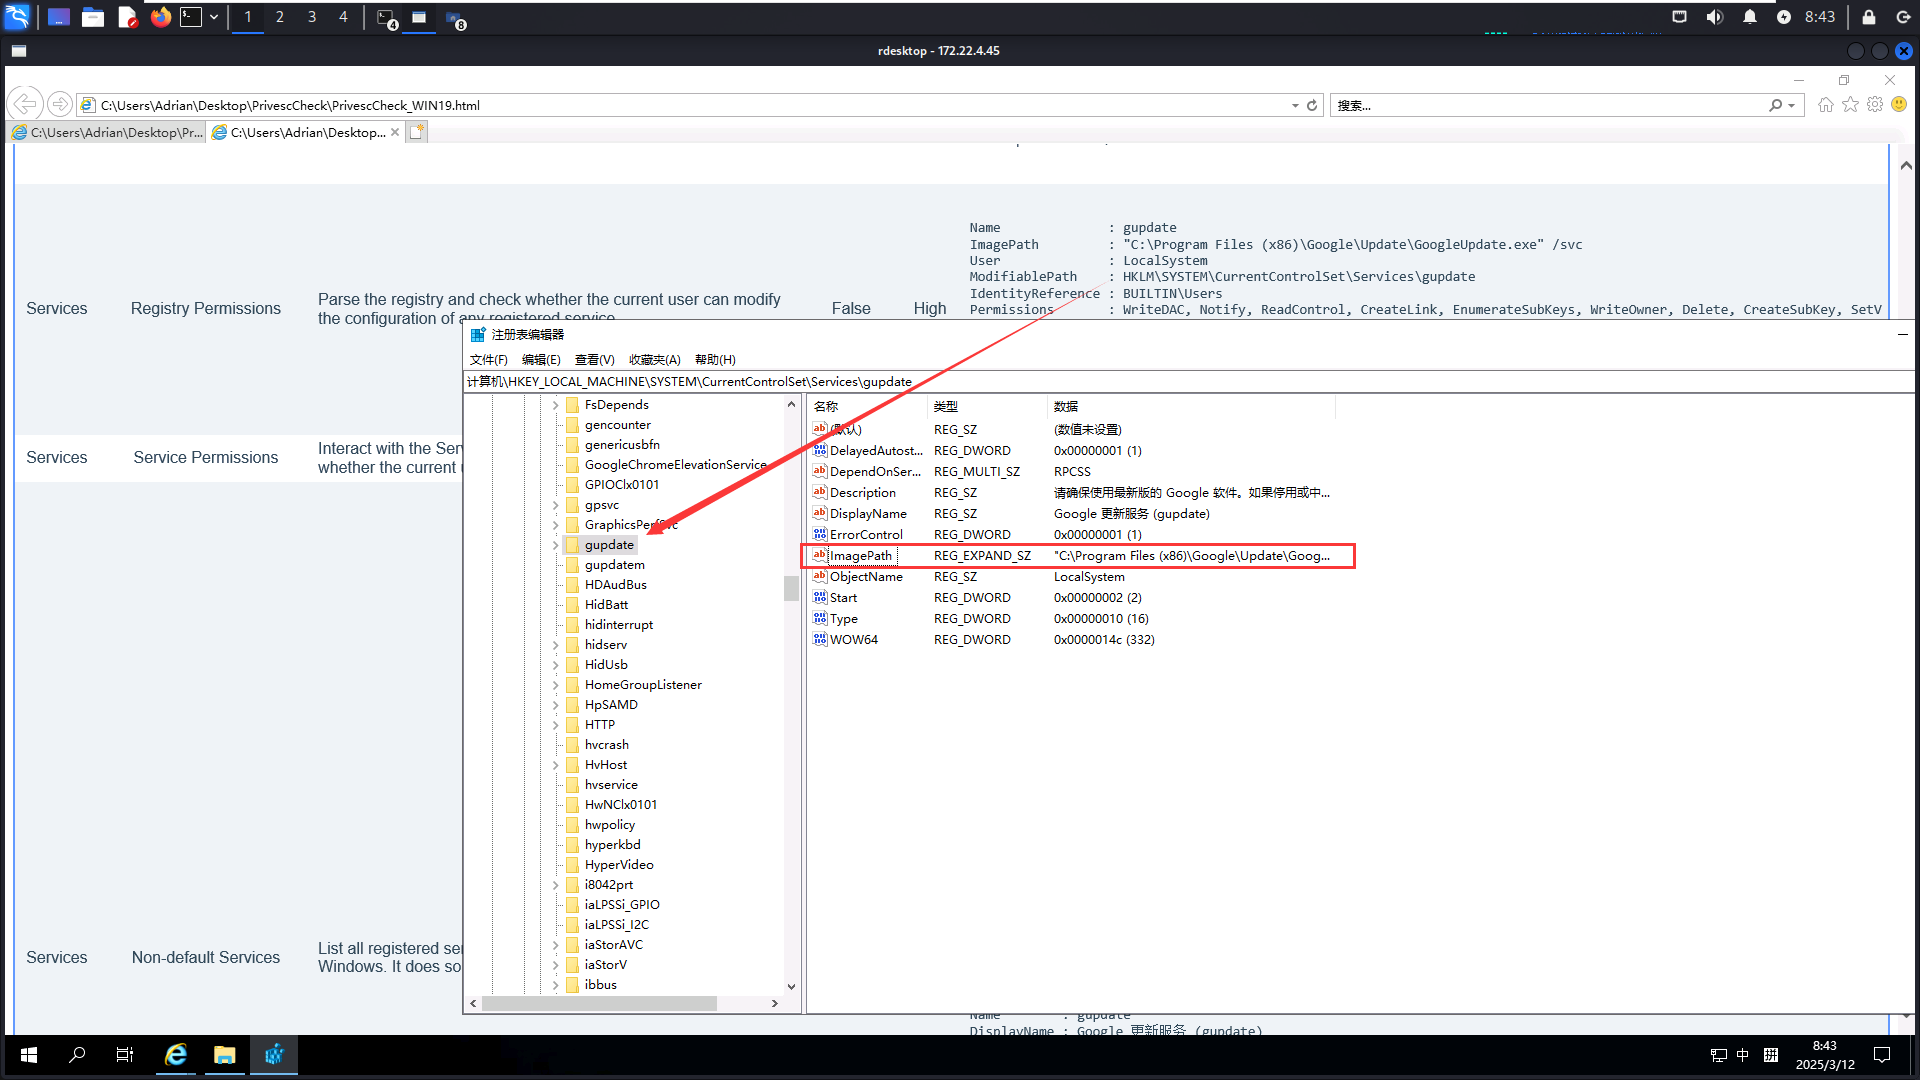 1 2 3 4
4
8
8:43
rdesktop - 172.22.4.45
C:\Users\Adrian\Desktop\PrivescCheck\PrivescCheck_WIN19.html
搜索...
C:\Users\Adrian\Desktop\Pr...
C:\Users\Adrian\Desktop...
Name : gupdate
ImagePath : "C:\Program Files (x86)\Google\Update\GoogleUpdate.exe" /svc
User : LocalSystem
ModifiablePath : HKLM\SYSTEM\CurrentControlSet\Services\gupdate
IdentityReference : BUILTIN\Users
Permissions : WriteDAC, Notify, ReadControl, CreateLink, EnumerateSubKeys, WriteOwner, Delete, CreateSubKey, SetV
Services
Registry Permissions
Parse the registry and check whether the current user can modify
the configuration of any registered service
False
High
注册表编辑器
文件(F) 编辑(E) 查看(V) 收藏夹(A) 帮助(H)
计算机\HKEY_LOCAL_MACHINE\SYSTEM\CurrentControlSet\Services\gupdate
Services
Service Permissions
Interact with the Ser
whether the current
Services
Non-default Services
List all registered se
Windows. It does so
FsDepends
gencounter
genericusbfn
GoogleChromeElevationService
GPIOClx0101
gpsvc
GraphicsPerfSvc
gupdate
gupdatem
HDAudBus
HidBatt
hidinterrupt
hidserv
HidUsb
HomeGroupListener
HpSAMD
HTTP
hvcrash
HvHost
hvservice
HwNClx0101
hwpolicy
hyperkbd
HyperVideo
i8042prt
iaLPSSi_GPIO
iaLPSSi_I2C
iaStorAVC
iaStorV
ibbus
名称 类型 数据
(默认) REG_SZ (数值未设置)
DelayedAutost... REG_DWORD 0x00000001 (1)
DependOnSer... REG_MULTI_SZ RPCSS
Description REG_SZ 请确保使用最新版的 Google 软件。如果停用或中...
DisplayName REG_SZ Google 更新服务 (gupdate)
ErrorControl REG_DWORD 0x00000001 (1)
ImagePath REG_EXPAND_SZ "C:\Program Files (x86)\Google\Update\Goog...
ObjectName REG_SZ LocalSystem
Start REG_DWORD 0x00000002 (2)
Type REG_DWORD 0x00000010 (16)
WOW64 REG_DWORD 0x0000014c (332)
Name : gupdate
DisplayName : Google 更新服务 (gupdate)
中
拼
8:43
2025/3/12